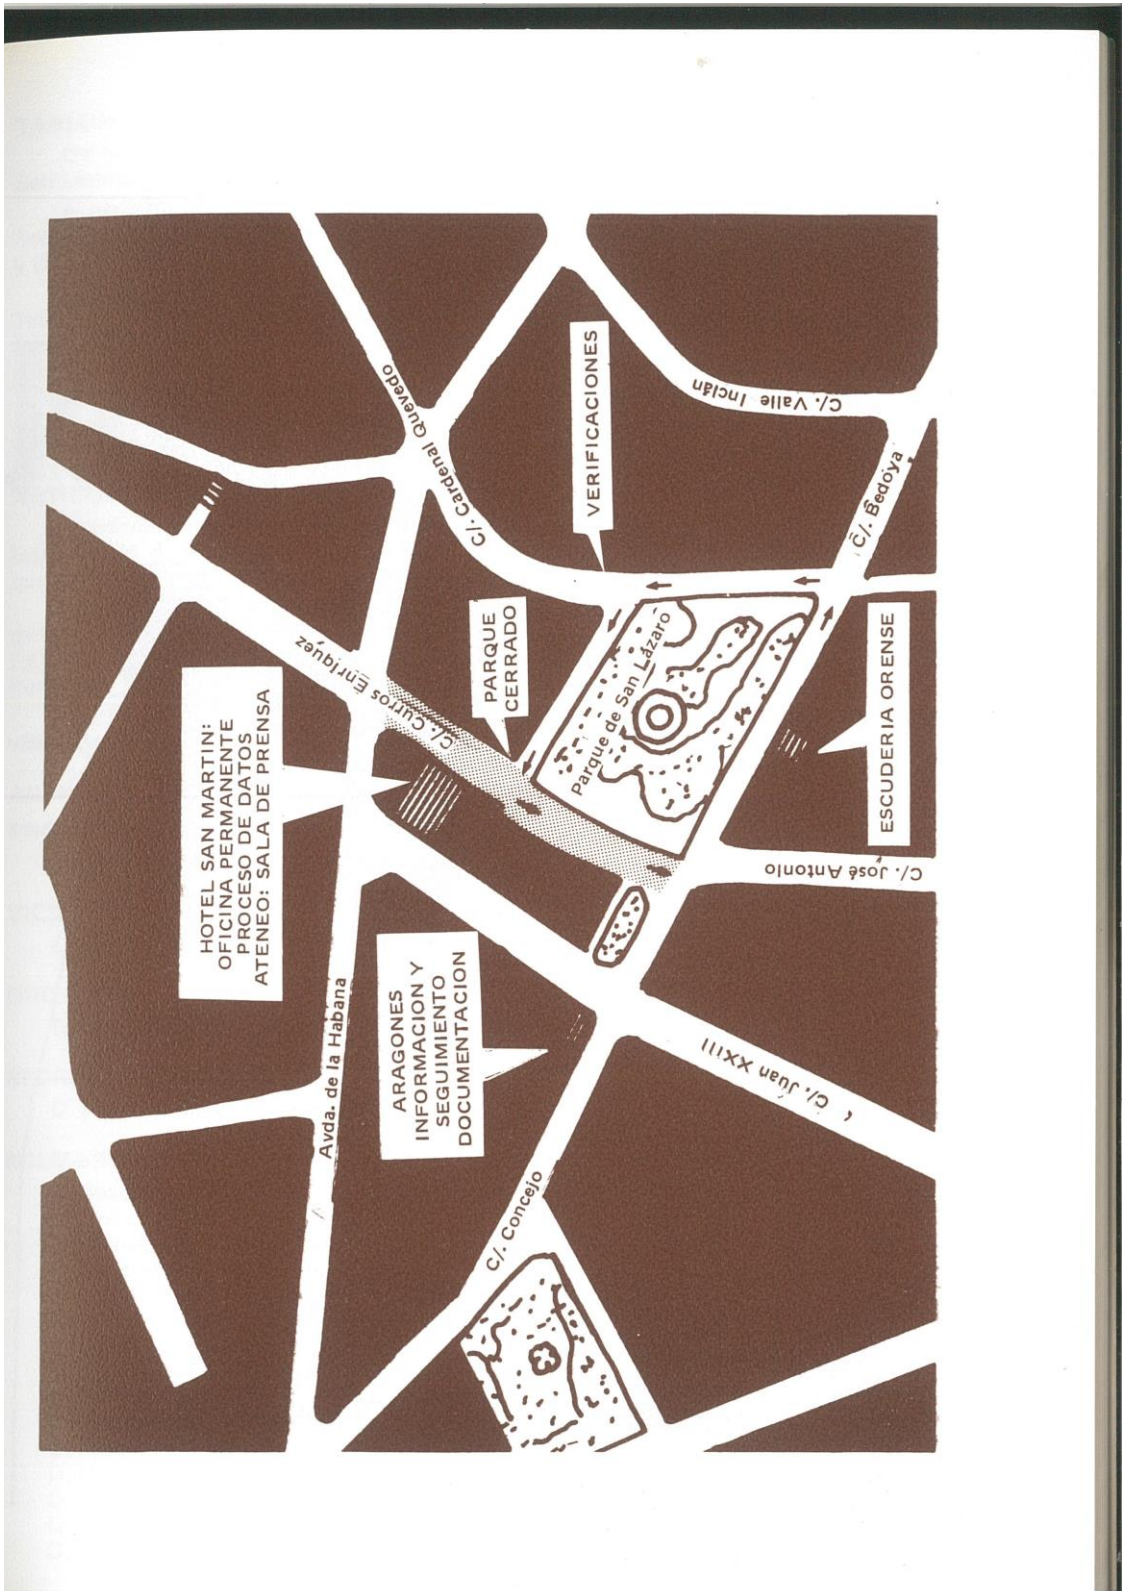 C/. Cardenal Quevedo
VERIFICACIONES
C/. Valle Inclán
C/. Bedoya
C/. Curros Enríquez
PARQUE
CERRADO
Parque de San Lázaro
ESCUDERIA ORENSE
HOTEL SAN MARTIN:
OFICINA PERMANENTE
PROCESO DE DATOS
ATENEO: SALA DE PRENSA
C/. José Antonio
ARAGONES
INFORMACION Y
SEGUIMIENTO
DOCUMENTACION
Avda. de la Habana
C/. Juan XXIII
C/. Concejo